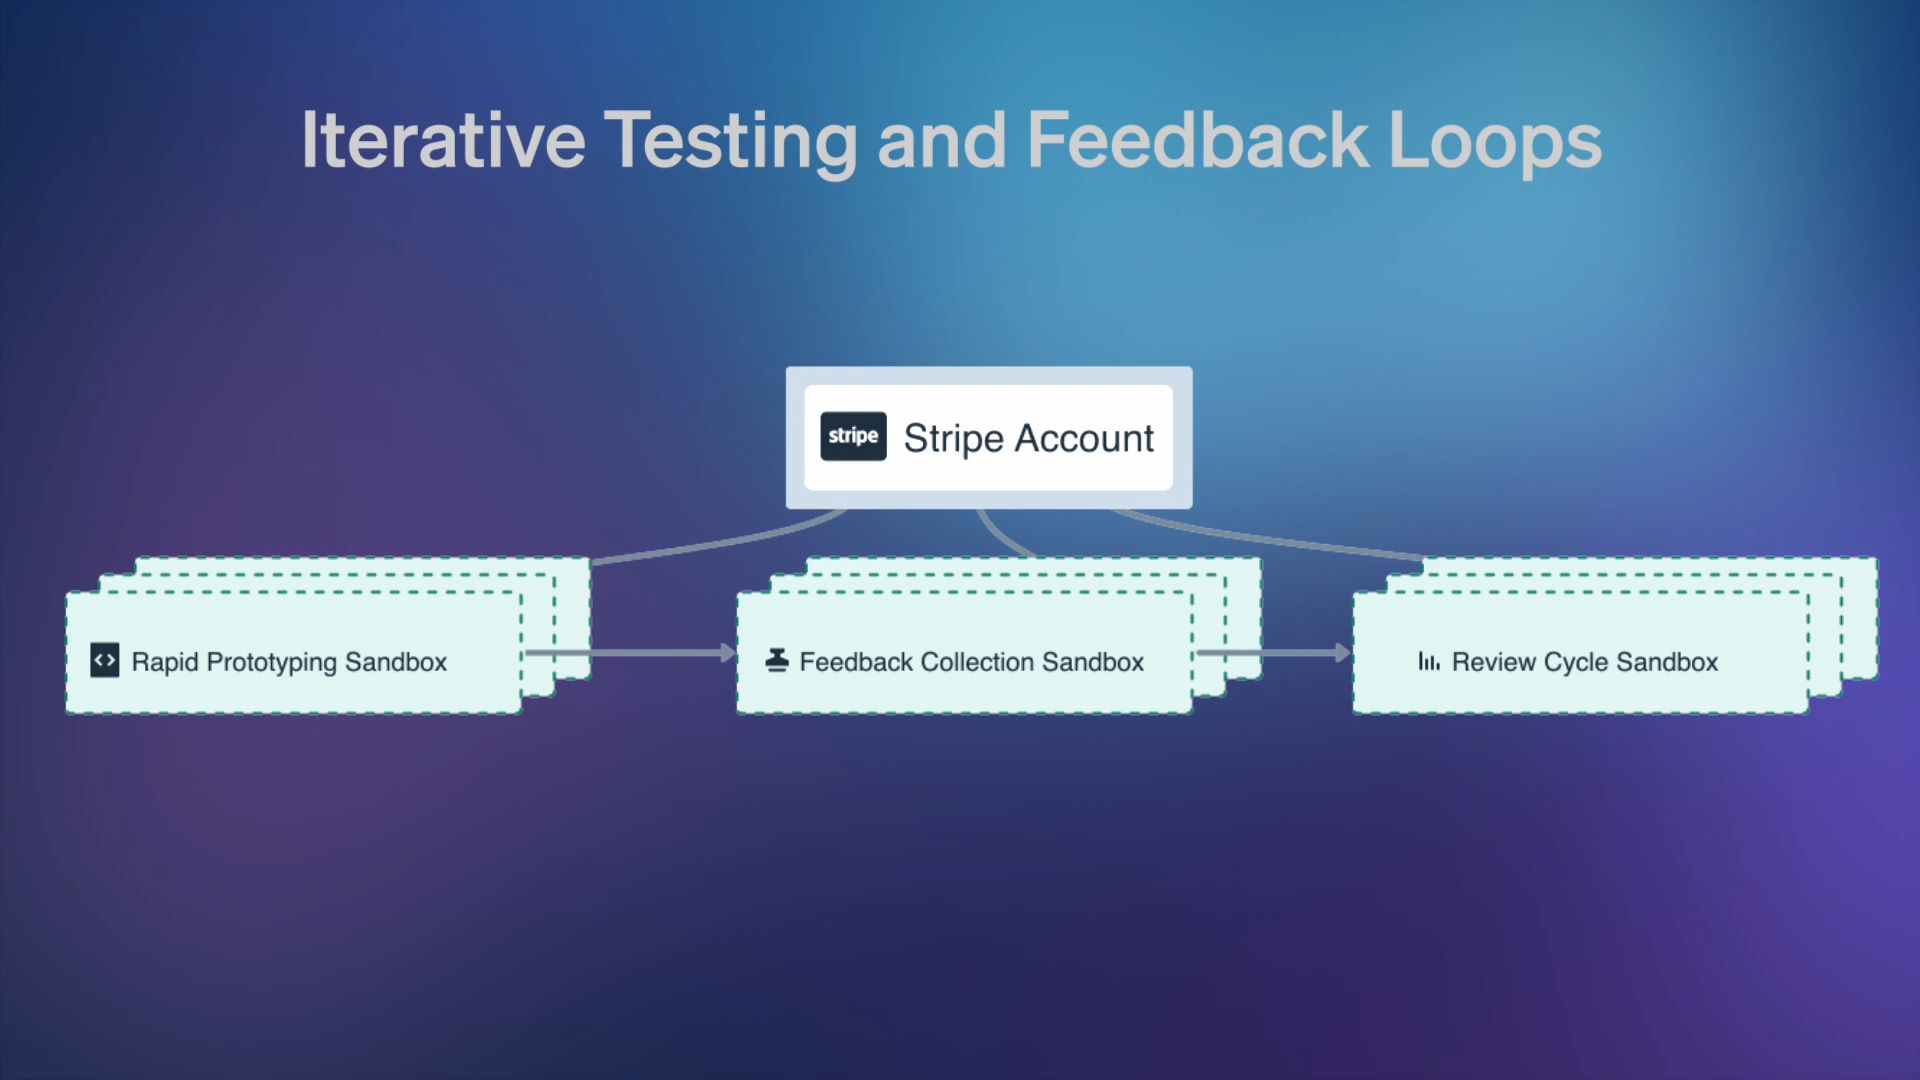 Iterative Testing and Feedback Loops
stripe Stripe Account
Rapid Prototyping Sandbox
Feedback Collection Sandbox
Review Cycle Sandbox